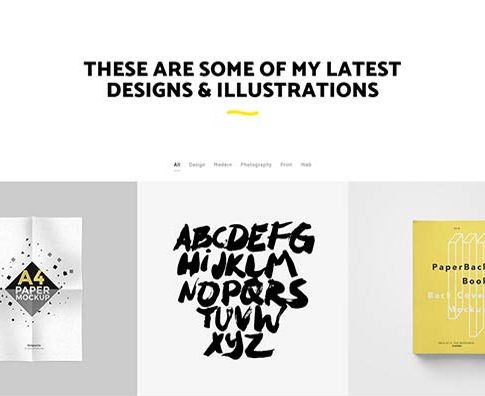 THESE ARE SOME OF MY LATEST
DESIGNS & ILLUSTRATIONS
All Design Modern Photography Print Web
A4
PAPER
MOCKUP
ABCDEFG
HiJKLM
NOPQRS
TUVW
XYZ
PaperBack
Book
Back Cover
Mockup